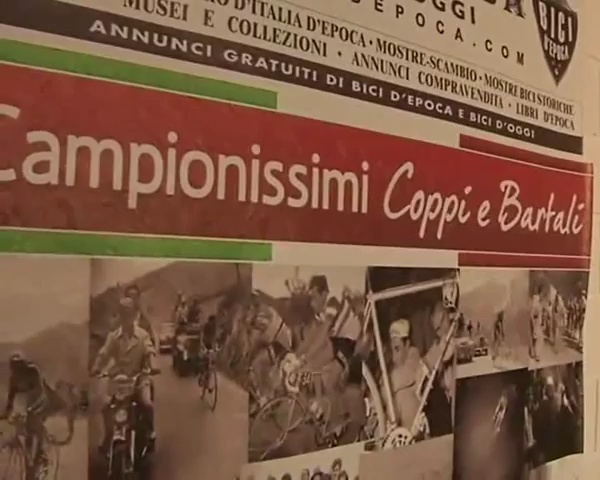 OGGI
DEPOCA.COM
BICI
D'EPOCA
D'ITALIA D'EPOCA • MOSTRE-SCAMBIO • MOSTRE BICI STORICHE
MUSEI E COLLEZIONI • ANNUNCI COMPRAVENDITA • LIBRI D'EPOCA
ANNUNCI GRATUITI DI BICI D'EPOCA E BICI D'OGGI
Campionissimi Coppi e Bartali